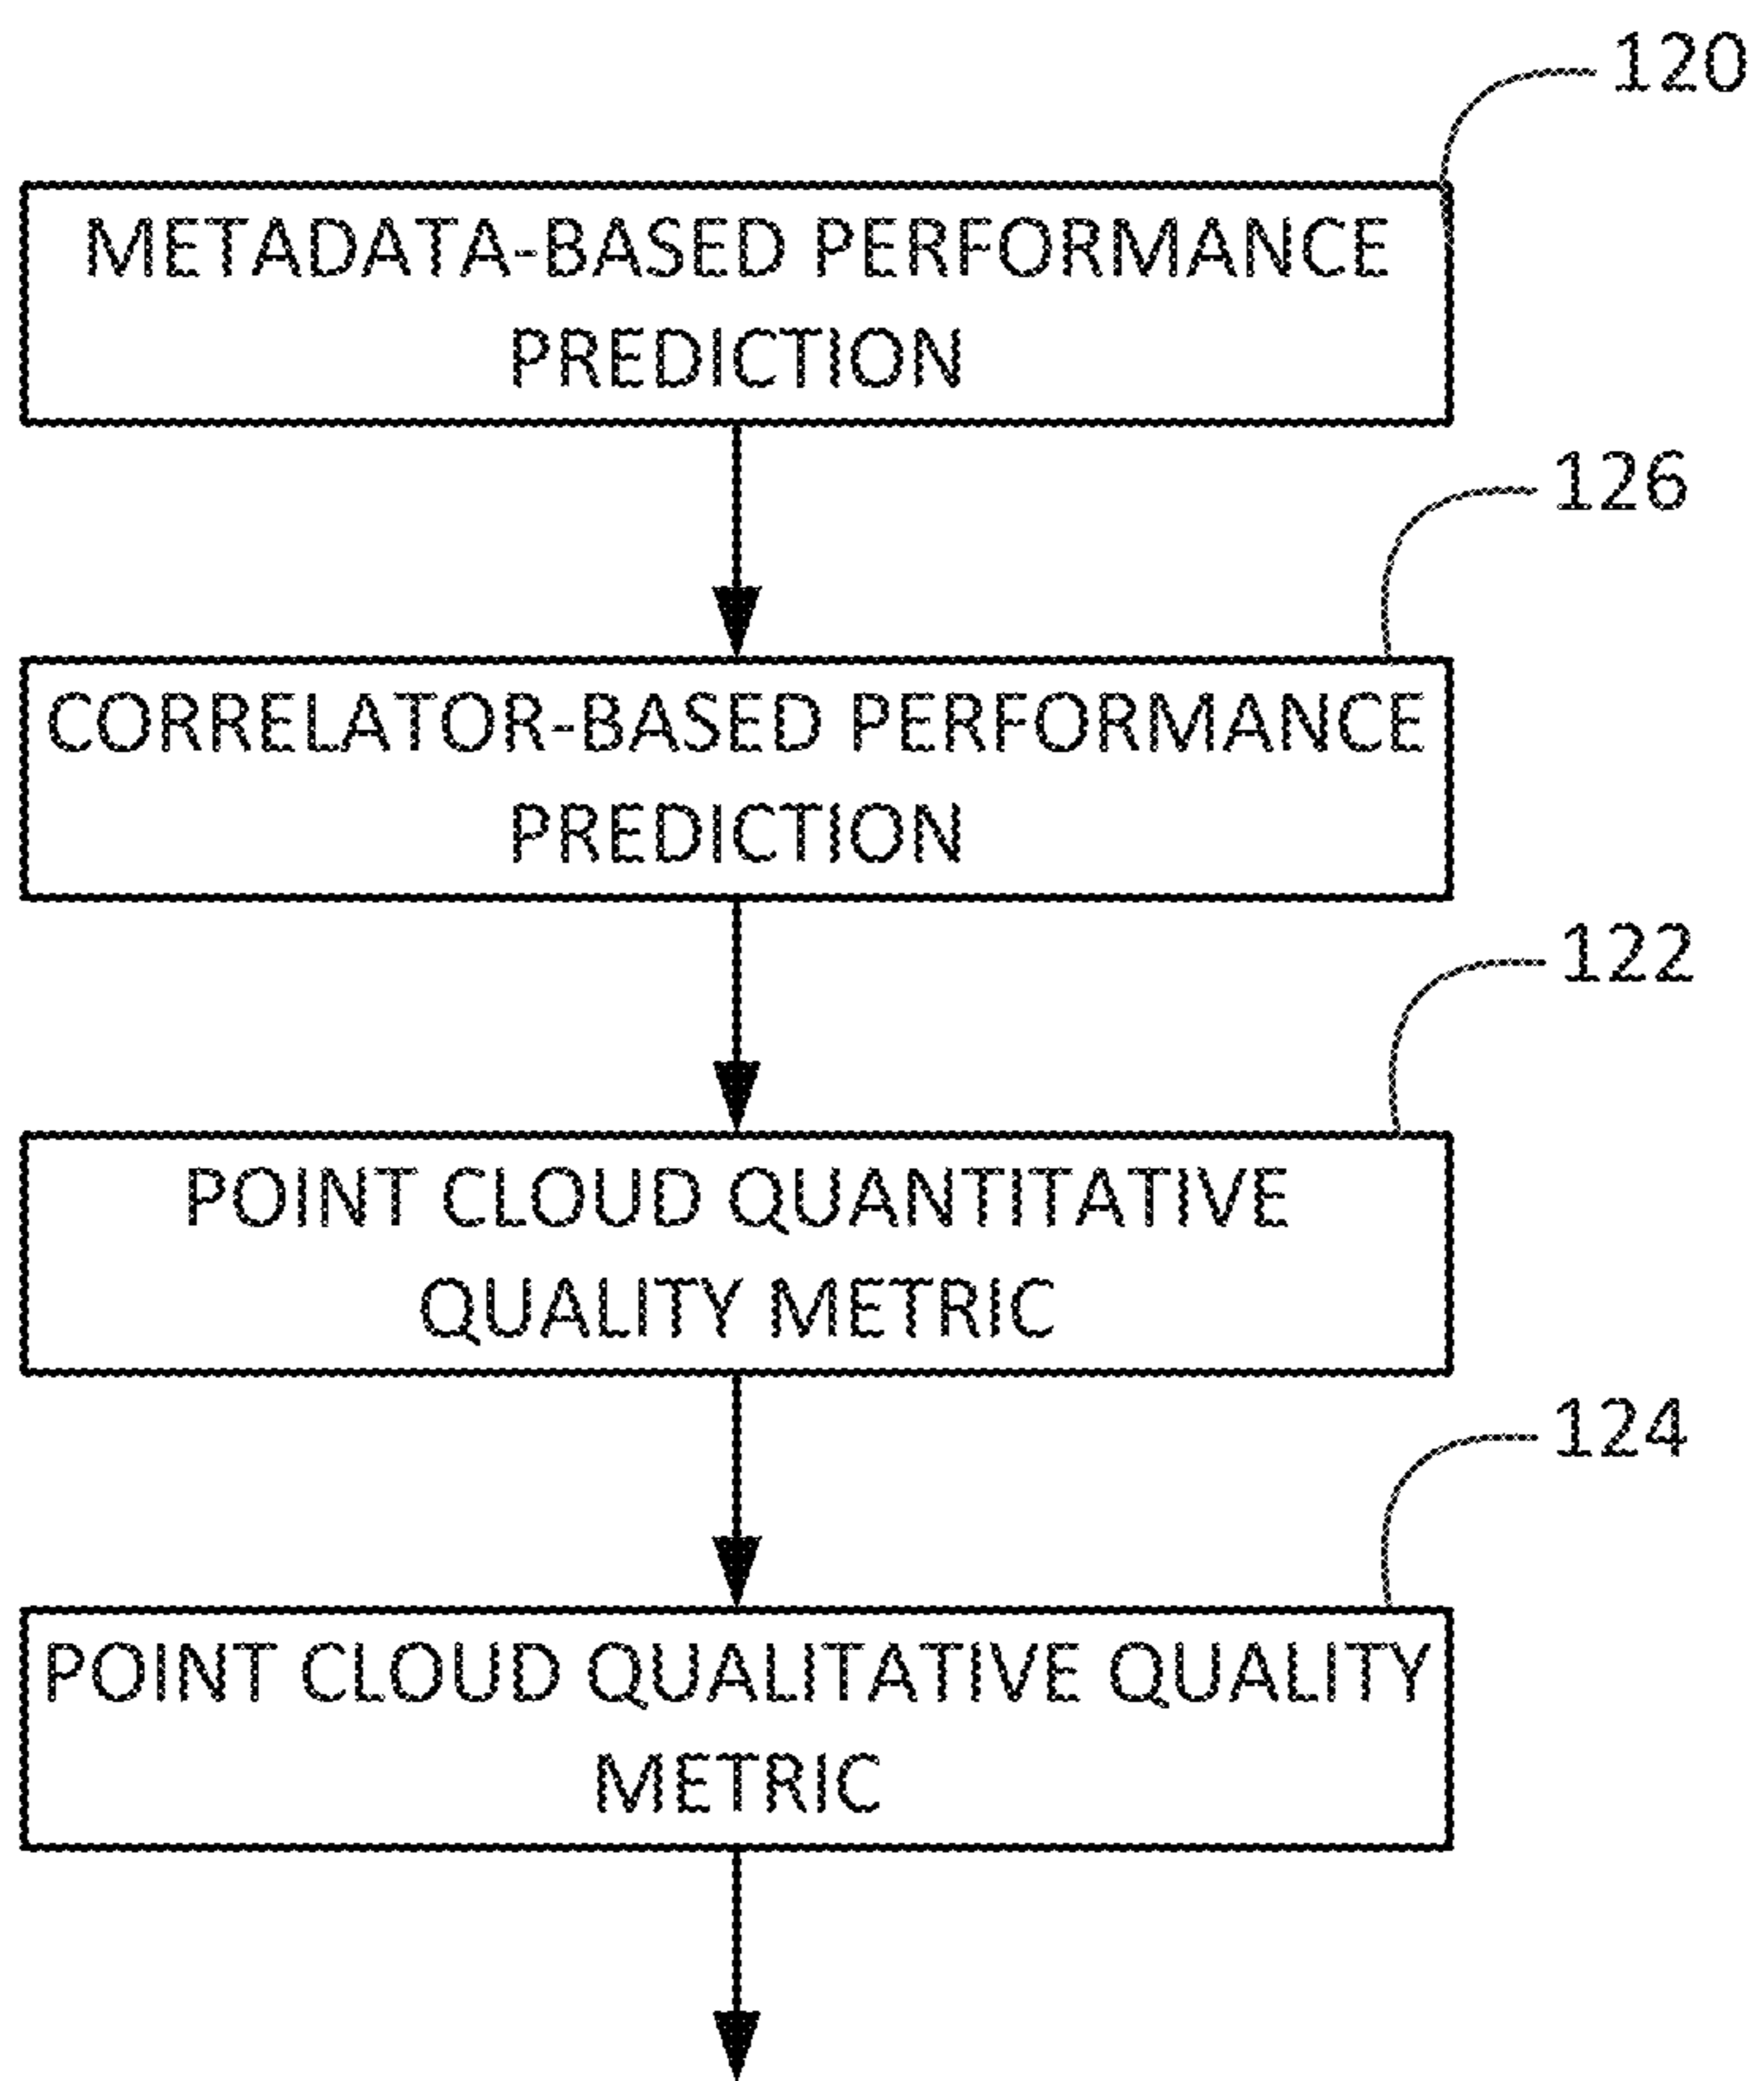 120
METADATA-BASED PERFORMANCE
PREDICTION
126
CORRELATOR-BASED PERFORMANCE
PREDICTION
122
POINT CLOUD QUANTITATIVE
QUALITY METRIC
124
POINT CLOUD QUALITATIVE QUALITY
METRIC